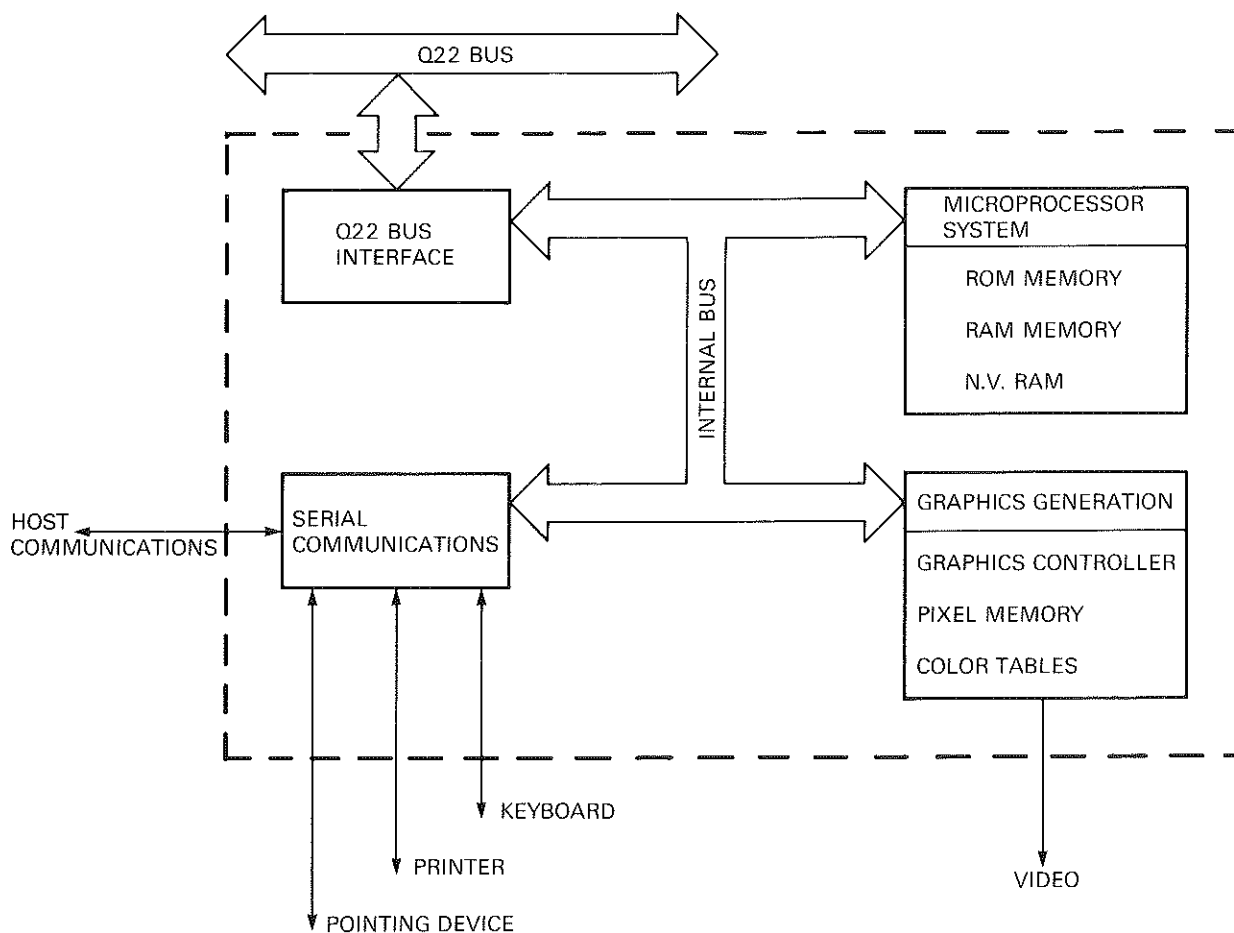 Q22 BUS
Q22 BUS
INTERFACE
MICROPROCESSOR
SYSTEM
ROM MEMORY
RAM MEMORY
N.V. RAM
INTERNAL BUS
HOST
COMMUNICATIONS
SERIAL
COMMUNICATIONS
GRAPHICS GENERATION
GRAPHICS CONTROLLER
PIXEL MEMORY
COLOR TABLES
KEYBOARD
PRINTER
POINTING DEVICE
VIDEO